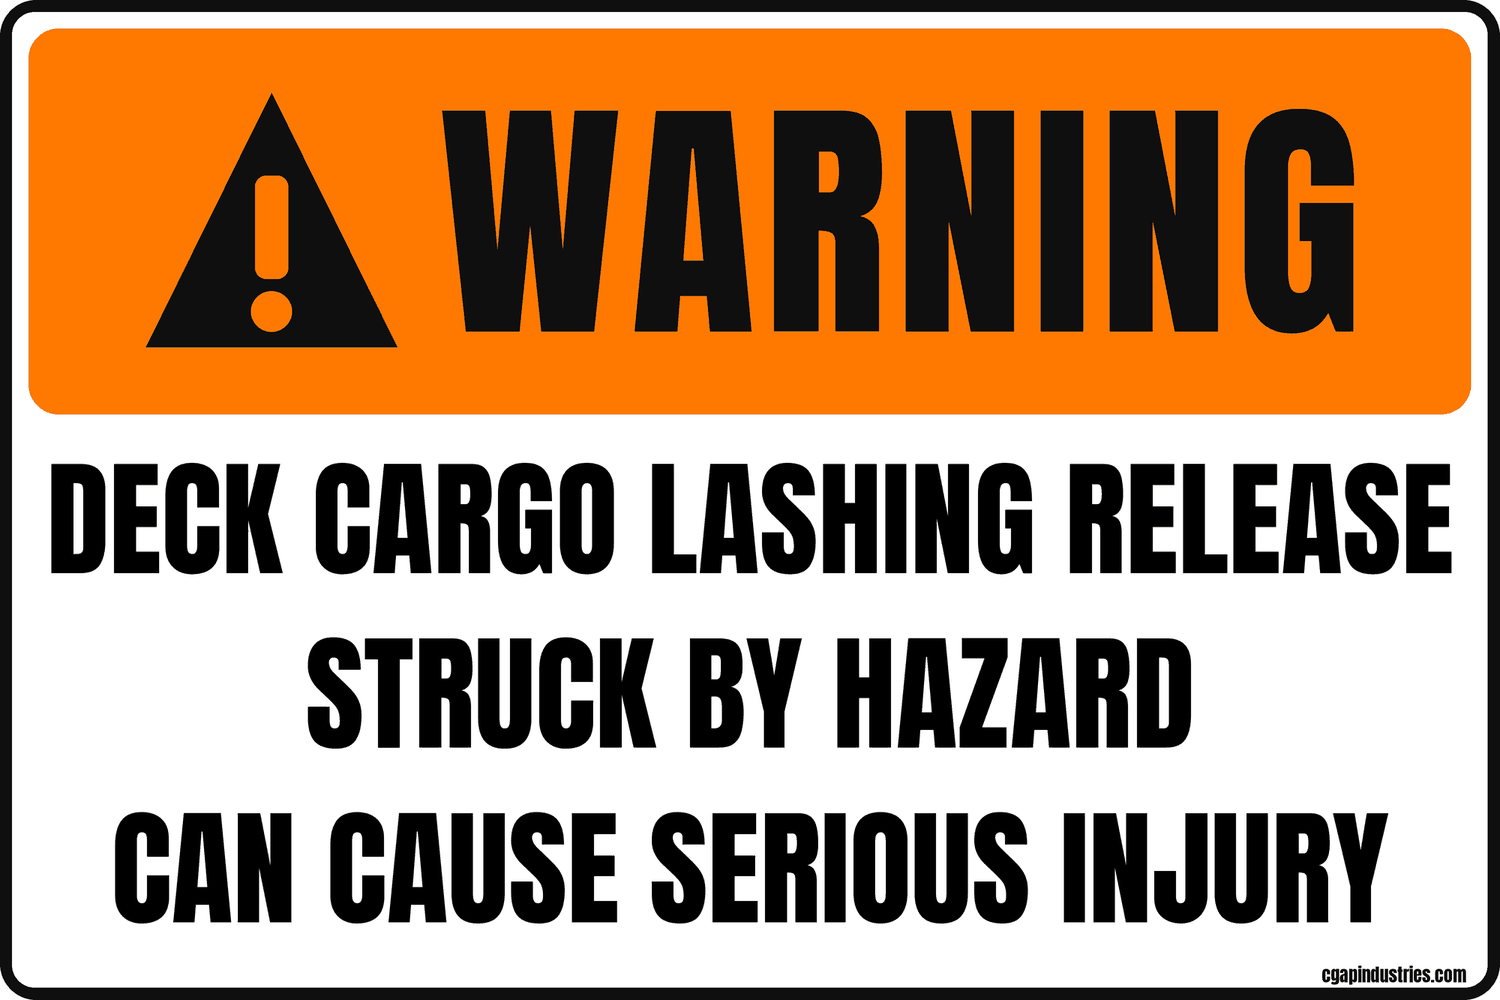 WARNING
DECK CARGO LASHING RELEASE
STRUCK BY HAZARD
CAN CAUSE SERIOUS INJURY
cgapindustries.com